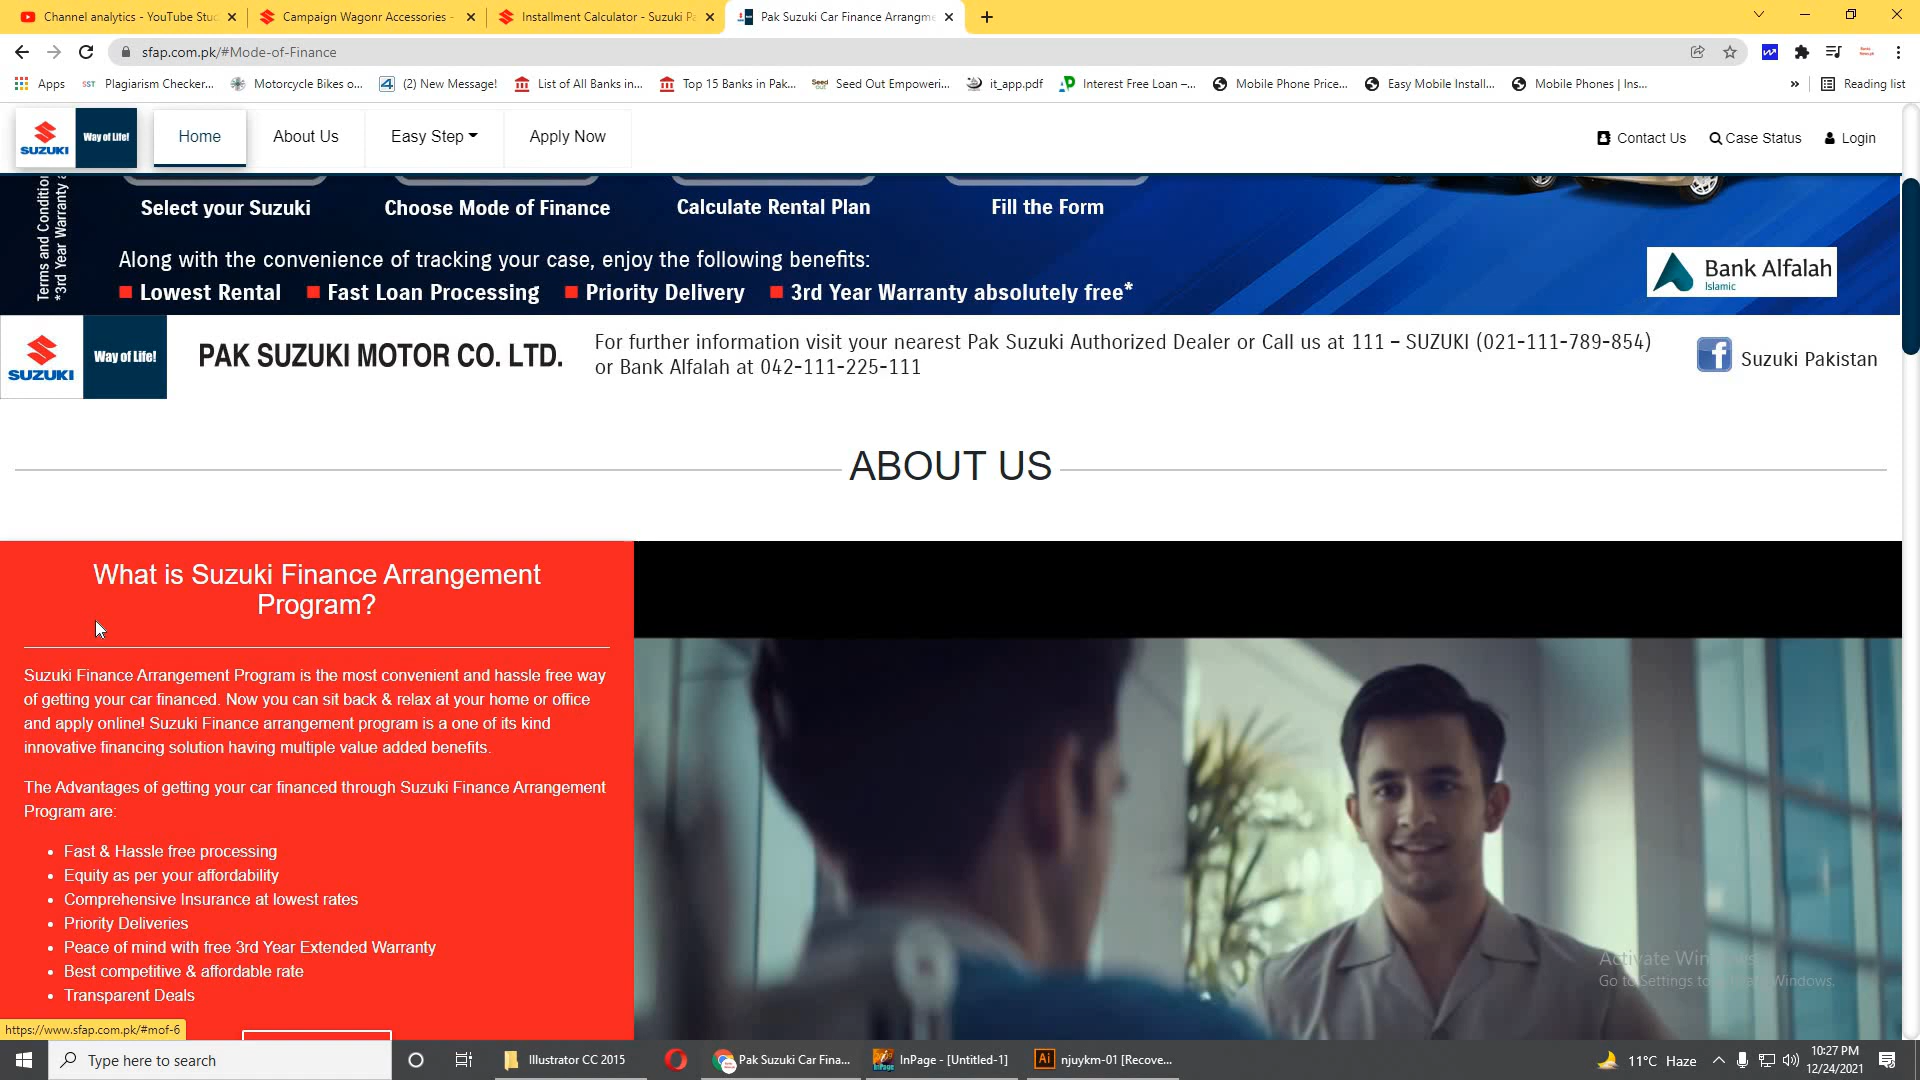 Channel analytics - YouTube Stu
Campaign Wagonr Accessories -
Installment Calculator - Suzuki Pa
Pak Suzuki Car Finance Arrangme
sfap.com.pk/#Mode-of-Finance
Apps
SST Plagiarism Checker...
Motorcycle Bikes o...
(2) New Message!
List of All Banks in...
Top 15 Banks in Pak...
Seed Out Empoweri...
it_app.pdf
Interest Free Loan –...
Mobile Phone Price...
Easy Mobile Install...
Mobile Phones | Ins...
»
Reading list
SUZUKI
Way of Life!
Home
About Us
Easy Step
Apply Now
Contact Us
Case Status
Login
Terms and Condition
*3rd Year Warranty
Select your Suzuki
Choose Mode of Finance
Calculate Rental Plan
Fill the Form
Along with the convenience of tracking your case, enjoy the following benefits:
Lowest Rental Fast Loan Processing Priority Delivery 3rd Year Warranty absolutely free*
Bank Alfalah
Islamic
SUZUKI
Way of Life!
PAK SUZUKI MOTOR CO. LTD.
For further information visit your nearest Pak Suzuki Authorized Dealer or Call us at 111 – SUZUKI (021-111-789-854)
or Bank Alfalah at 042-111-225-111
Suzuki Pakistan
ABOUT US
What is Suzuki Finance Arrangement
Program?
Suzuki Finance Arrangement Program is the most convenient and hassle free way
of getting your car financed. Now you can sit back & relax at your home or office
and apply online! Suzuki Finance arrangement program is a one of its kind
innovative financing solution having multiple value added benefits.
The Advantages of getting your car financed through Suzuki Finance Arrangement
Program are:
• Fast & Hassle free processing
• Equity as per your affordability
• Comprehensive Insurance at lowest rates
• Priority Deliveries
• Peace of mind with free 3rd Year Extended Warranty
• Best competitive & affordable rate
• Transparent Deals
Activate Windows
Go to Settings to activate Windows.
https://www.sfap.com.pk/#mof-6
Type here to search
Illustrator CC 2015
Pak Suzuki Car Fina...
InPage - [Untitled-1]
njuykm-01 [Recove...
11°C Haze
10:27 PM
12/24/2021